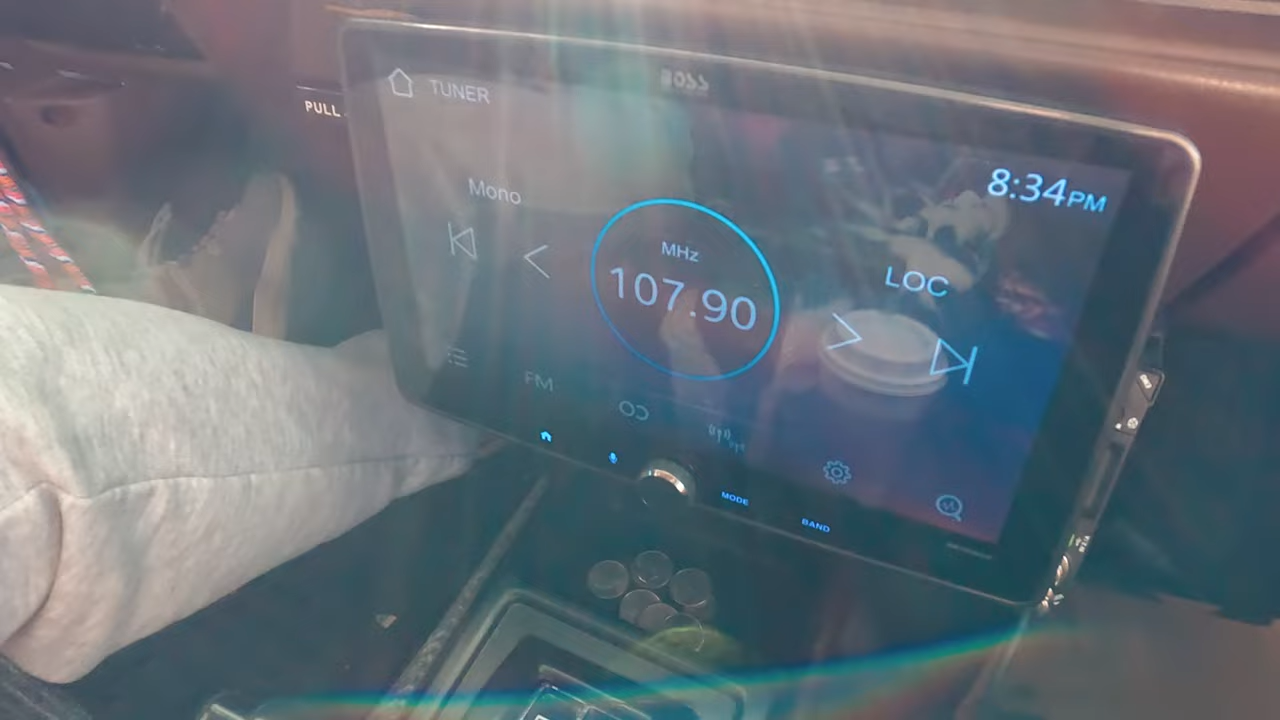 BOSS
TUNER
PULL
8:34PM
Mono
MHz
107.90
LOC
FM
MODE
BAND